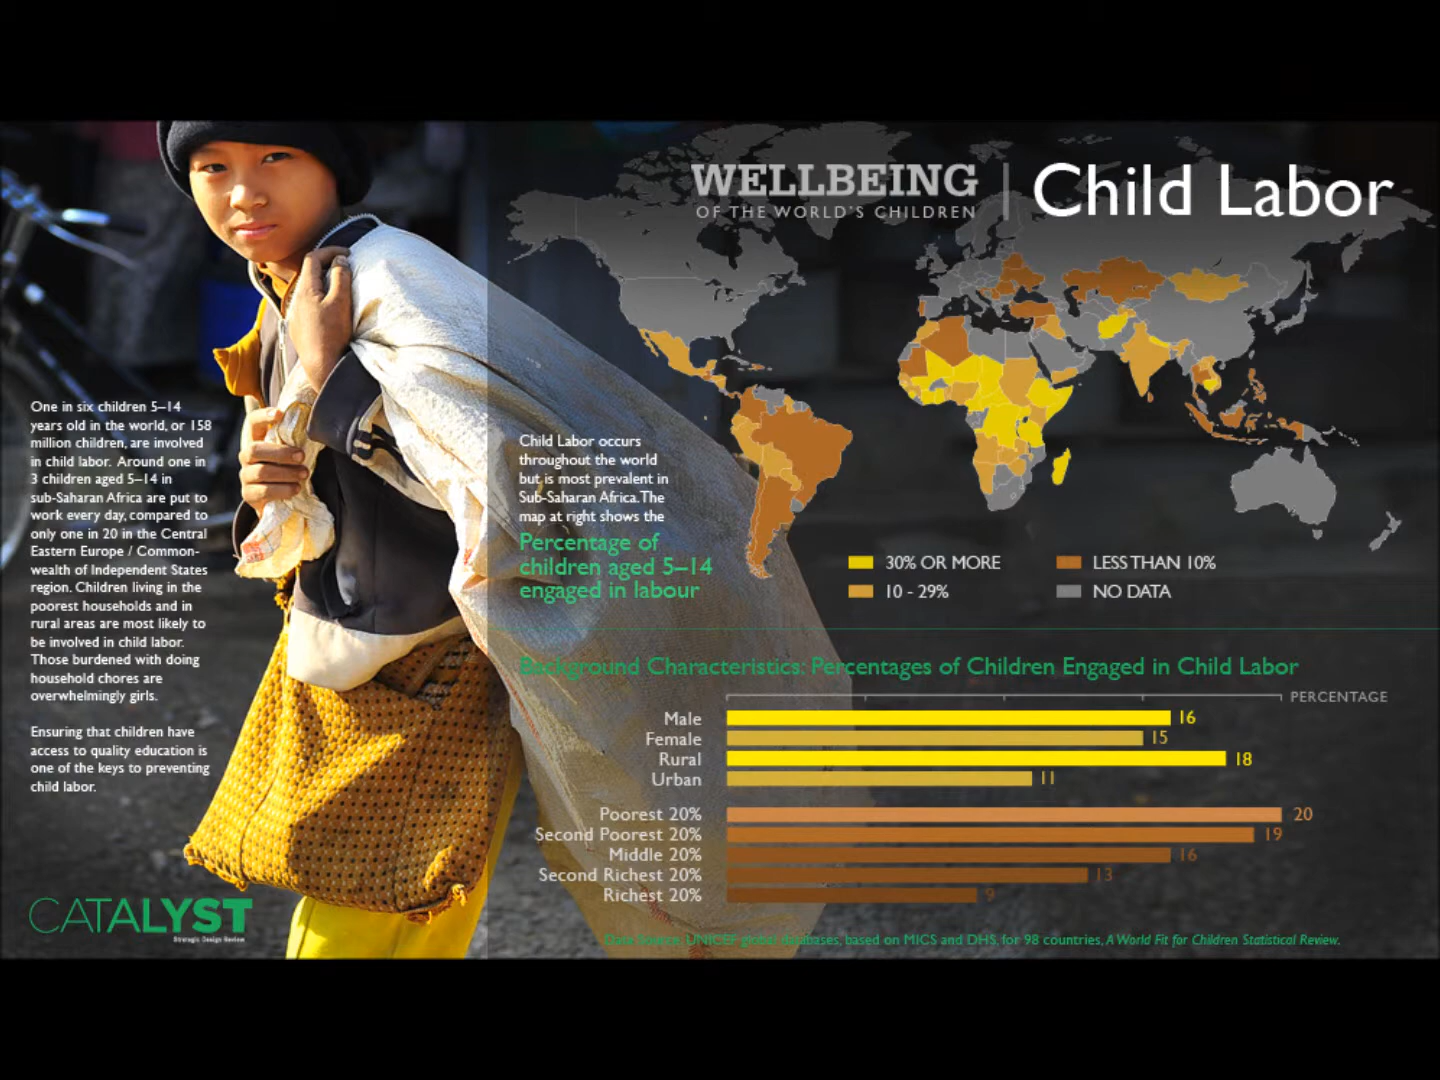 WELLBEING
OF THE WORLD'S CHILDREN
Child Labor
One in six children 5–14
years old in the world, or 158
million children, are involved
in child labor. Around one in
3 children aged 5–14 in
sub-Saharan Africa are put to
work every day, compared to
only one in 20 in the Central
Eastern Europe / Common-
wealth of Independent States
region. Children living in the
poorest households and in
rural areas are most likely to
be involved in child labor.
Those burdened with doing
household chores are
overwhelmingly girls.
Ensuring that children have
access to quality education is
one of the keys to preventing
child labor.
CATALYST
Strategic Design Review
Child Labor occurs
throughout the world
but is most prevalent in
Sub-Saharan Africa. The
map at right shows the
Percentage of
children aged 5–14
engaged in labour
30% OR MORE
10 - 29%
LESS THAN 10%
NO DATA
Background Characteristics: Percentages of Children Engaged in Child Labor
PERCENTAGE
Male 16
Female 15
Rural 18
Urban 11
Poorest 20% 20
Second Poorest 20% 19
Middle 20% 16
Second Richest 20% 13
Richest 20% 9
Data Source: UNICEF global databases, based on MICS and DHS, for 98 countries, A World Fit for Children Statistical Review.